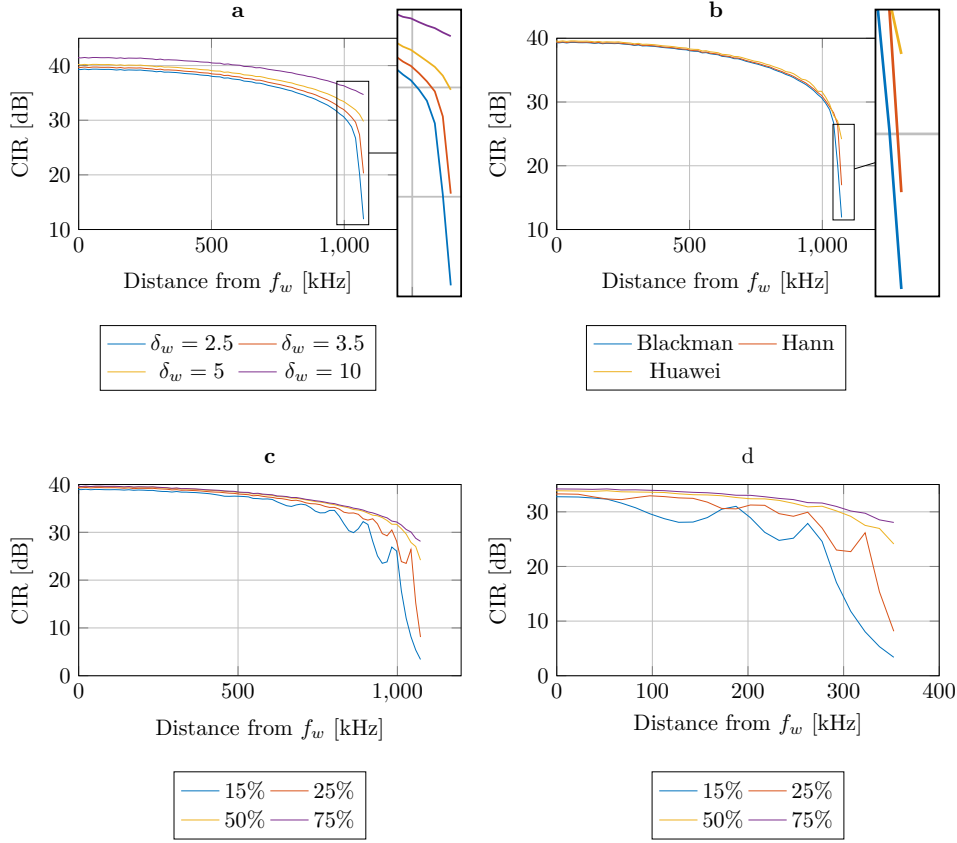 a
CIR [dB]
40
30
20
10
0
500
1,000
Distance from f_w [kHz]
δ_w = 2.5
δ_w = 3.5
δ_w = 5
δ_w = 10
b
CIR [dB]
40
30
20
10
0
500
1,000
Distance from f_w [kHz]
Blackman
Hann
Huawei
c
CIR [dB]
40
30
20
10
0
0
500
1,000
Distance from f_w [kHz]
15%
25%
50%
75%
d
CIR [dB]
30
20
10
0
0
100
200
300
400
Distance from f_w [kHz]
15%
25%
50%
75%